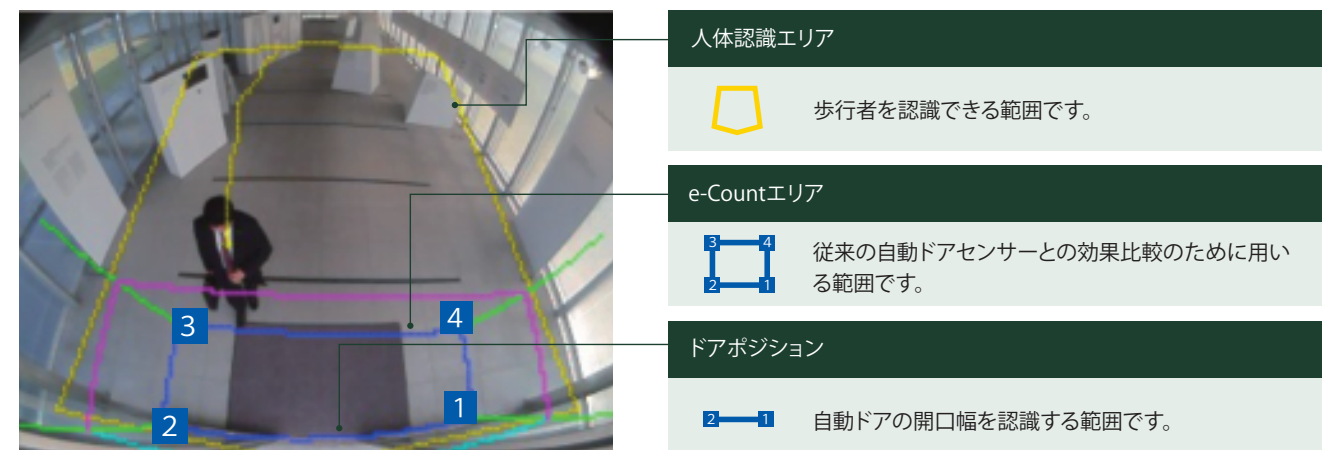 人体認識エリア
歩行者を認識できる範囲です。
e-Countエリア
3 4
2 1
従来の自動ドアセンサーとの効果比較のために用い
る範囲です。
ドアポジション
2 1
自動ドアの開口幅を認識する範囲です。
3 4
2 1